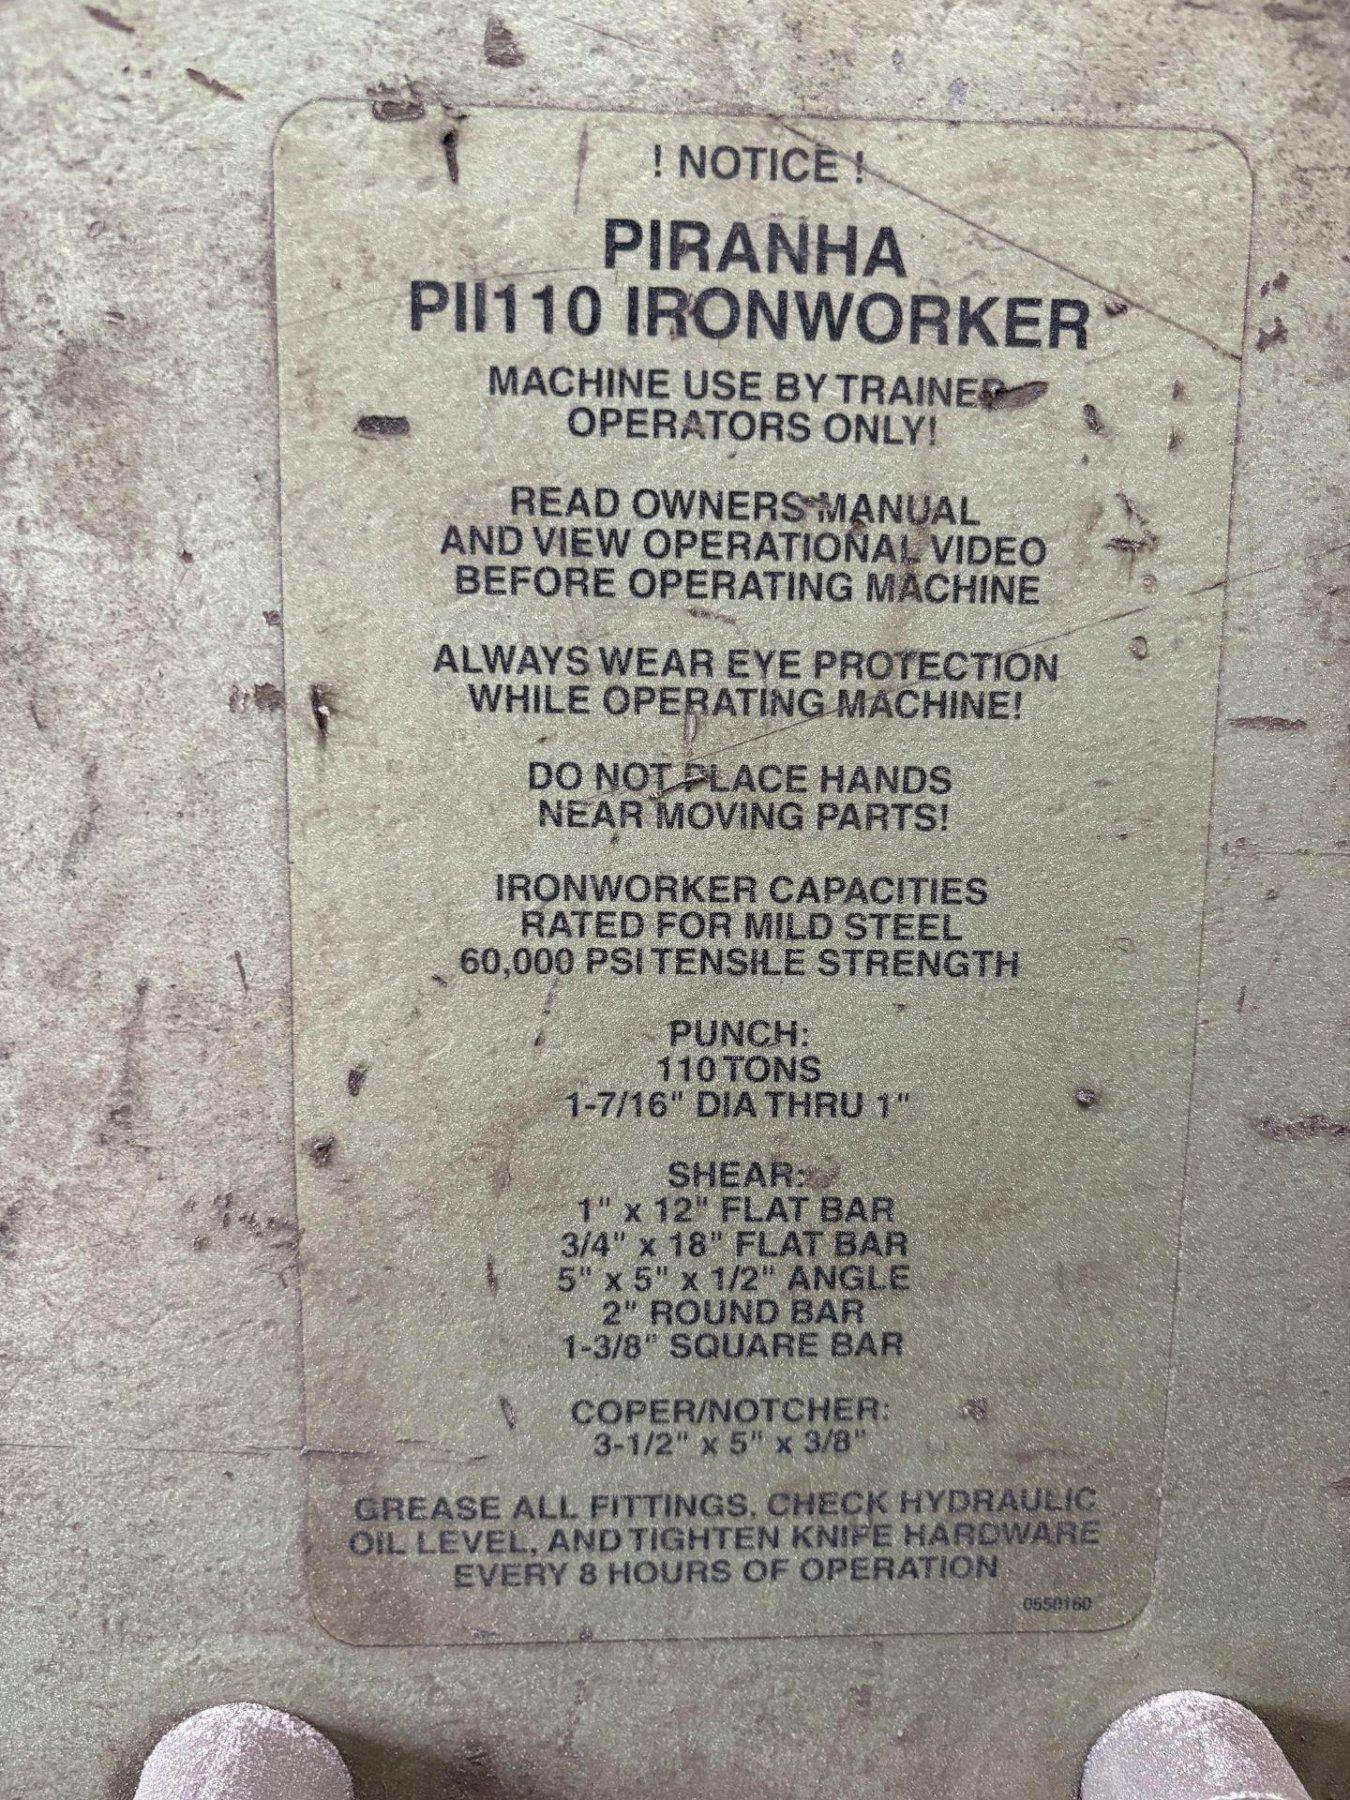 ! NOTICE !
PIRANHA
PII110 IRONWORKER
MACHINE USE BY TRAINED
OPERATORS ONLY!
READ OWNERS MANUAL
AND VIEW OPERATIONAL VIDEO
BEFORE OPERATING MACHINE
ALWAYS WEAR EYE PROTECTION
WHILE OPERATING MACHINE!
DO NOT PLACE HANDS
NEAR MOVING PARTS!
IRONWORKER CAPACITIES
RATED FOR MILD STEEL
60,000 PSI TENSILE STRENGTH
PUNCH:
110 TONS
1-7/16" DIA THRU 1"
SHEAR:
1" x 12" FLAT BAR
3/4" x 18" FLAT BAR
5" x 5" x 1/2" ANGLE
2" ROUND BAR
1-3/8" SQUARE BAR
COPER/NOTCHER:
3-1/2" x 5" x 3/8"
GREASE ALL FITTINGS, CHECK HYDRAULIC
OIL LEVEL, AND TIGHTEN KNIFE HARDWARE
EVERY 8 HOURS OF OPERATION